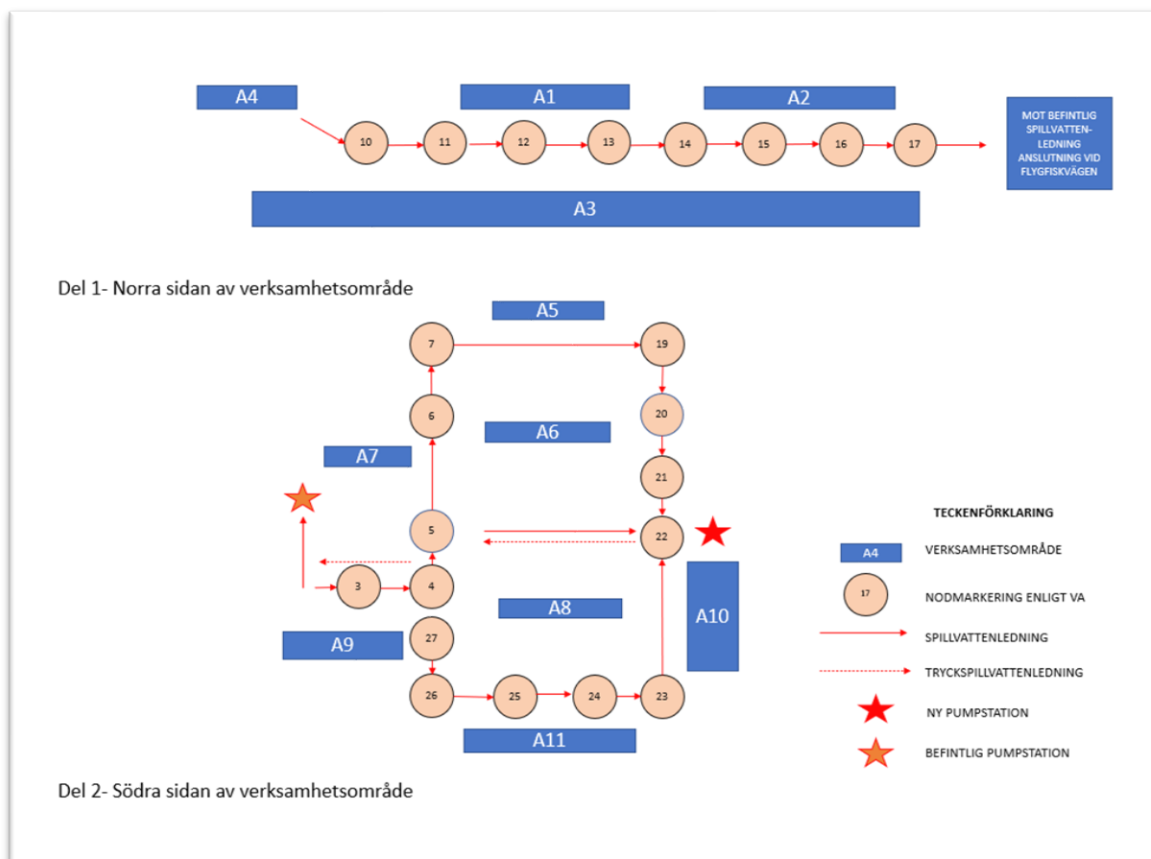 A4
A1
A2
10
11
12
13
14
15
16
17
MOT BEFINTLIG
SPILLVATTEN-
LEDNING
ANSLUTNING VID
FLYGFISKVÄGEN
A3
Del 1- Norra sidan av verksamhetsområde
A5
7
19
6
20
A6
A7
21
5
22
3
4
A8
A10
27
A9
26
25
24
23
A11
TECKENFÖRKLARING
A4
VERKSAMHETSOMRÅDE
17
NODMARKERING ENLIGT VA
SPILLVATTENLEDNING
TRYCKSPILLVATTENLEDNING
NY PUMPSTATION
BEFINTLIG PUMPSTATION
Del 2- Södra sidan av verksamhetsområde